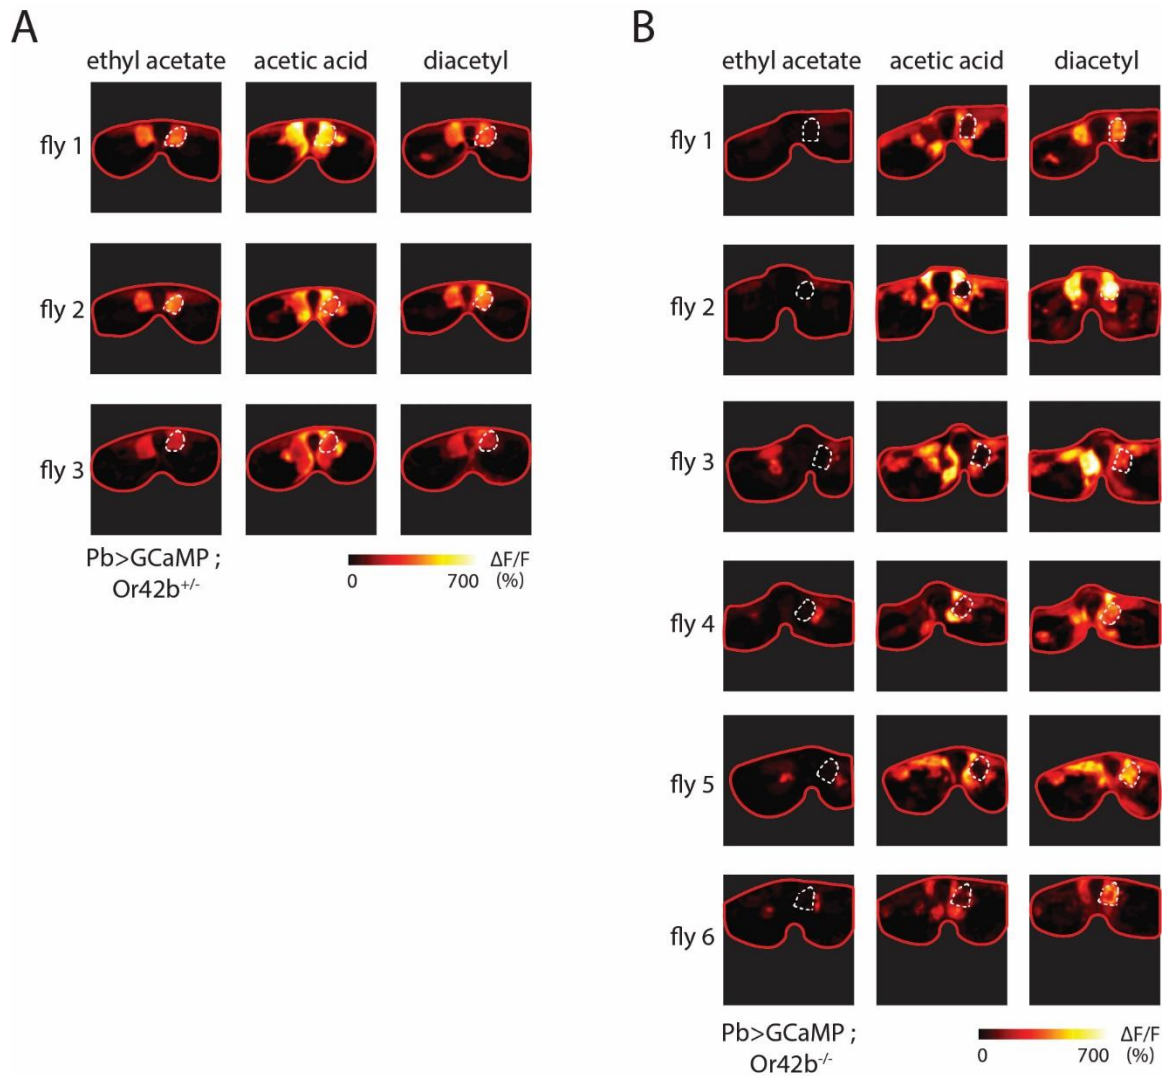 A
ethyl acetate acetic acid diacetyl
fly 1
fly 2
fly 3
Pb>GCaMP ;
Or42b+/-
0 700 ΔF/F
(%)
B
ethyl acetate acetic acid diacetyl
fly 1
fly 2
fly 3
fly 4
fly 5
fly 6
Pb>GCaMP ;
Or42b-/-
0 700 ΔF/F
(%)